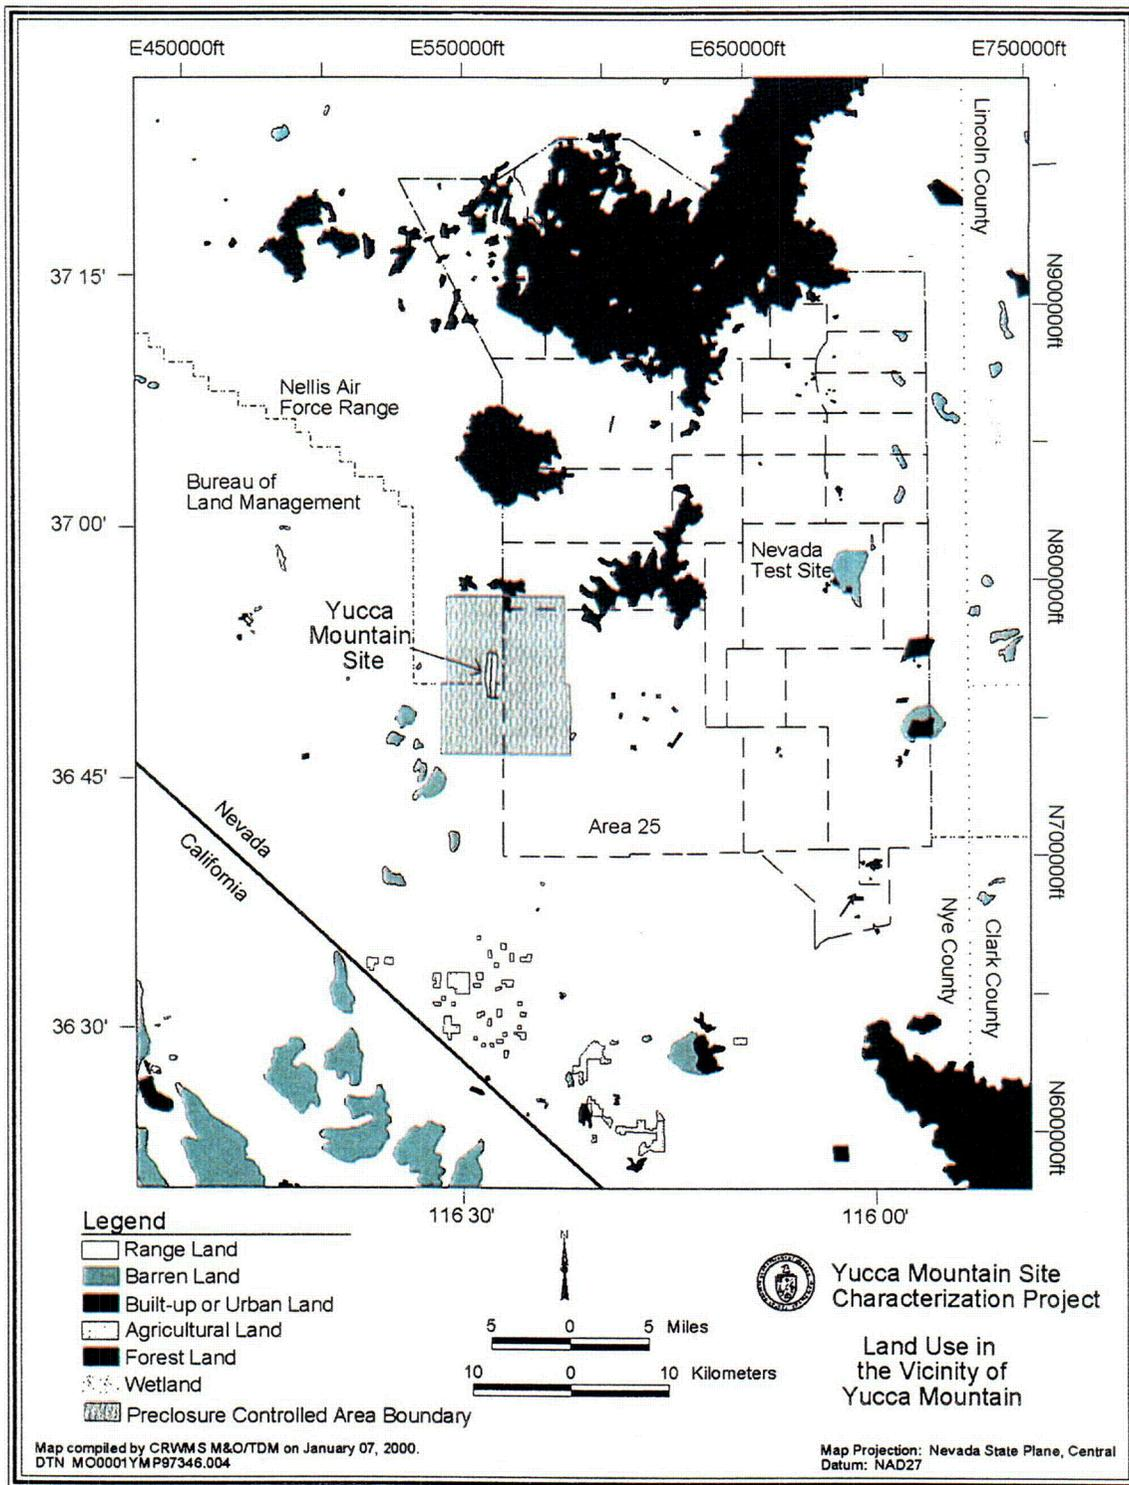 E450000ft E550000ft E650000ft E750000ft
Lincoln County
37 15'
N900000ft
Nellis Air
Force Range
Bureau of
Land Management
37 00'
Nevada
Test Site
N800000ft
Yucca
Mountain
Site
36 45'
Nevada
California
Area 25
N700000ft
Nye County
Clark County
36 30'
N600000ft
116 30' 116 00'
Legend
Range Land
Barren Land
Built-up or Urban Land
Agricultural Land
Forest Land
Wetland
Preclosure Controlled Area Boundary
N
5 0 5 Miles
10 0 10 Kilometers
Yucca Mountain Site
Characterization Project
Land Use in
the Vicinity of
Yucca Mountain
Map compiled by CRWMS M&O/TDM on January 07, 2000.
DTN MO0001YMP97346.004
Map Projection: Nevada State Plane, Central
Datum: NAD27